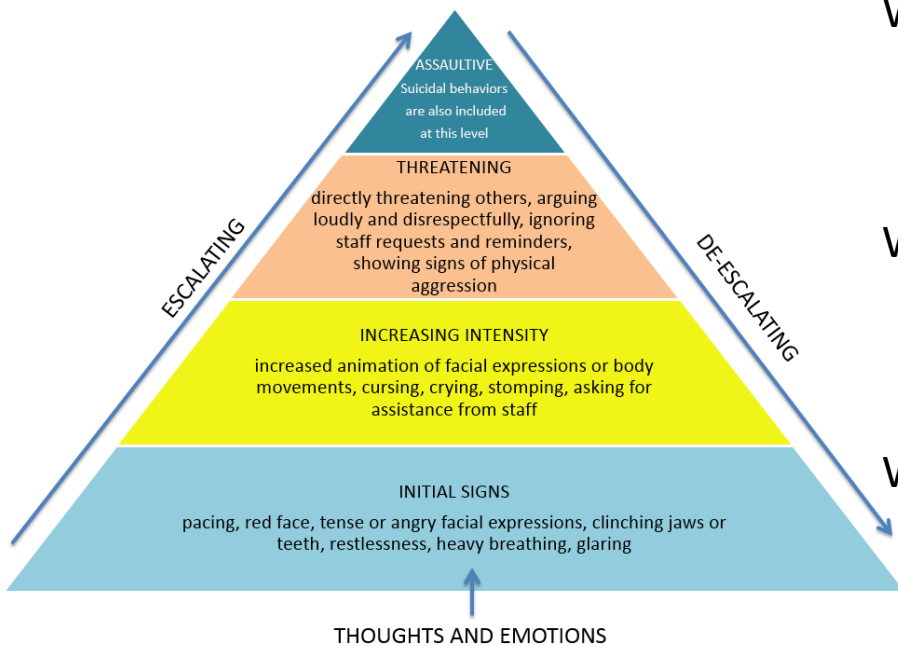 ASSAULTIVE
Suicidal behaviors
are also included
at this level
THREATENING
directly threatening others, arguing
loudly and disrespectfully, ignoring
staff requests and reminders,
showing signs of physical
aggression
ESCALATING
DE-ESCALATING
INCREASING INTENSITY
increased animation of facial expressions or body
movements, cursing, crying, stomping, asking for
assistance from staff
INITIAL SIGNS
pacing, red face, tense or angry facial expressions, clinching jaws or
teeth, restlessness, heavy breathing, glaring
THOUGHTS AND EMOTIONS